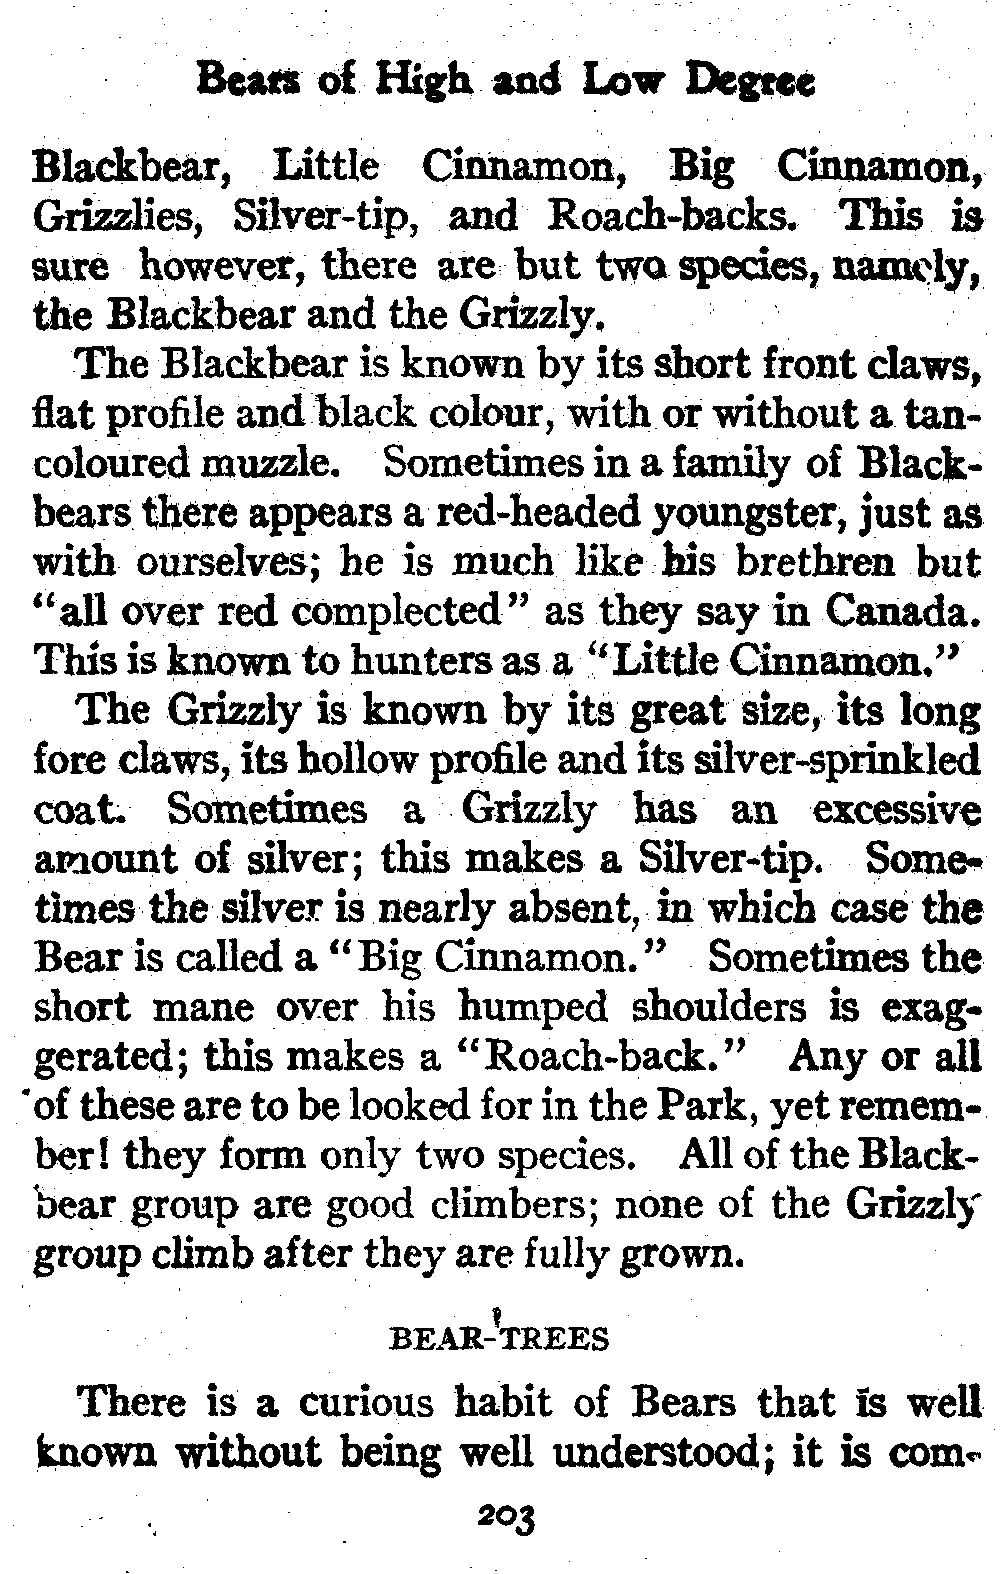 Bears of High and Low Degree
Blackbear, Little Cinnamon, Big Cinnamon,
Grizzlies, Silver-tip, and Roach-backs. This is
sure however, there are but two species, namely,
the Blackbear and the Grizzly.
The Blackbear is known by its short front claws,
flat profile and black colour, with or without a tan-
coloured muzzle. Sometimes in a family of Black-
bears there appears a red-headed youngster, just as
with ourselves; he is much like his brethren but
“all over red complected” as they say in Canada.
This is known to hunters as a “Little Cinnamon.”
The Grizzly is known by its great size, its long
fore claws, its hollow profile and its silver-sprinkled
coat. Sometimes a Grizzly has an excessive
amount of silver; this makes a Silver-tip. Some-
times the silver is nearly absent, in which case the
Bear is called a “Big Cinnamon.” Sometimes the
short mane over his humped shoulders is exag-
gerated; this makes a “Roach-back.” Any or all
of these are to be looked for in the Park, yet remem-
ber! they form only two species. All of the Black-
bear group are good climbers; none of the Grizzly
group climb after they are fully grown.
BEAR-TREES
There is a curious habit of Bears that is well
known without being well understood; it is com-
203